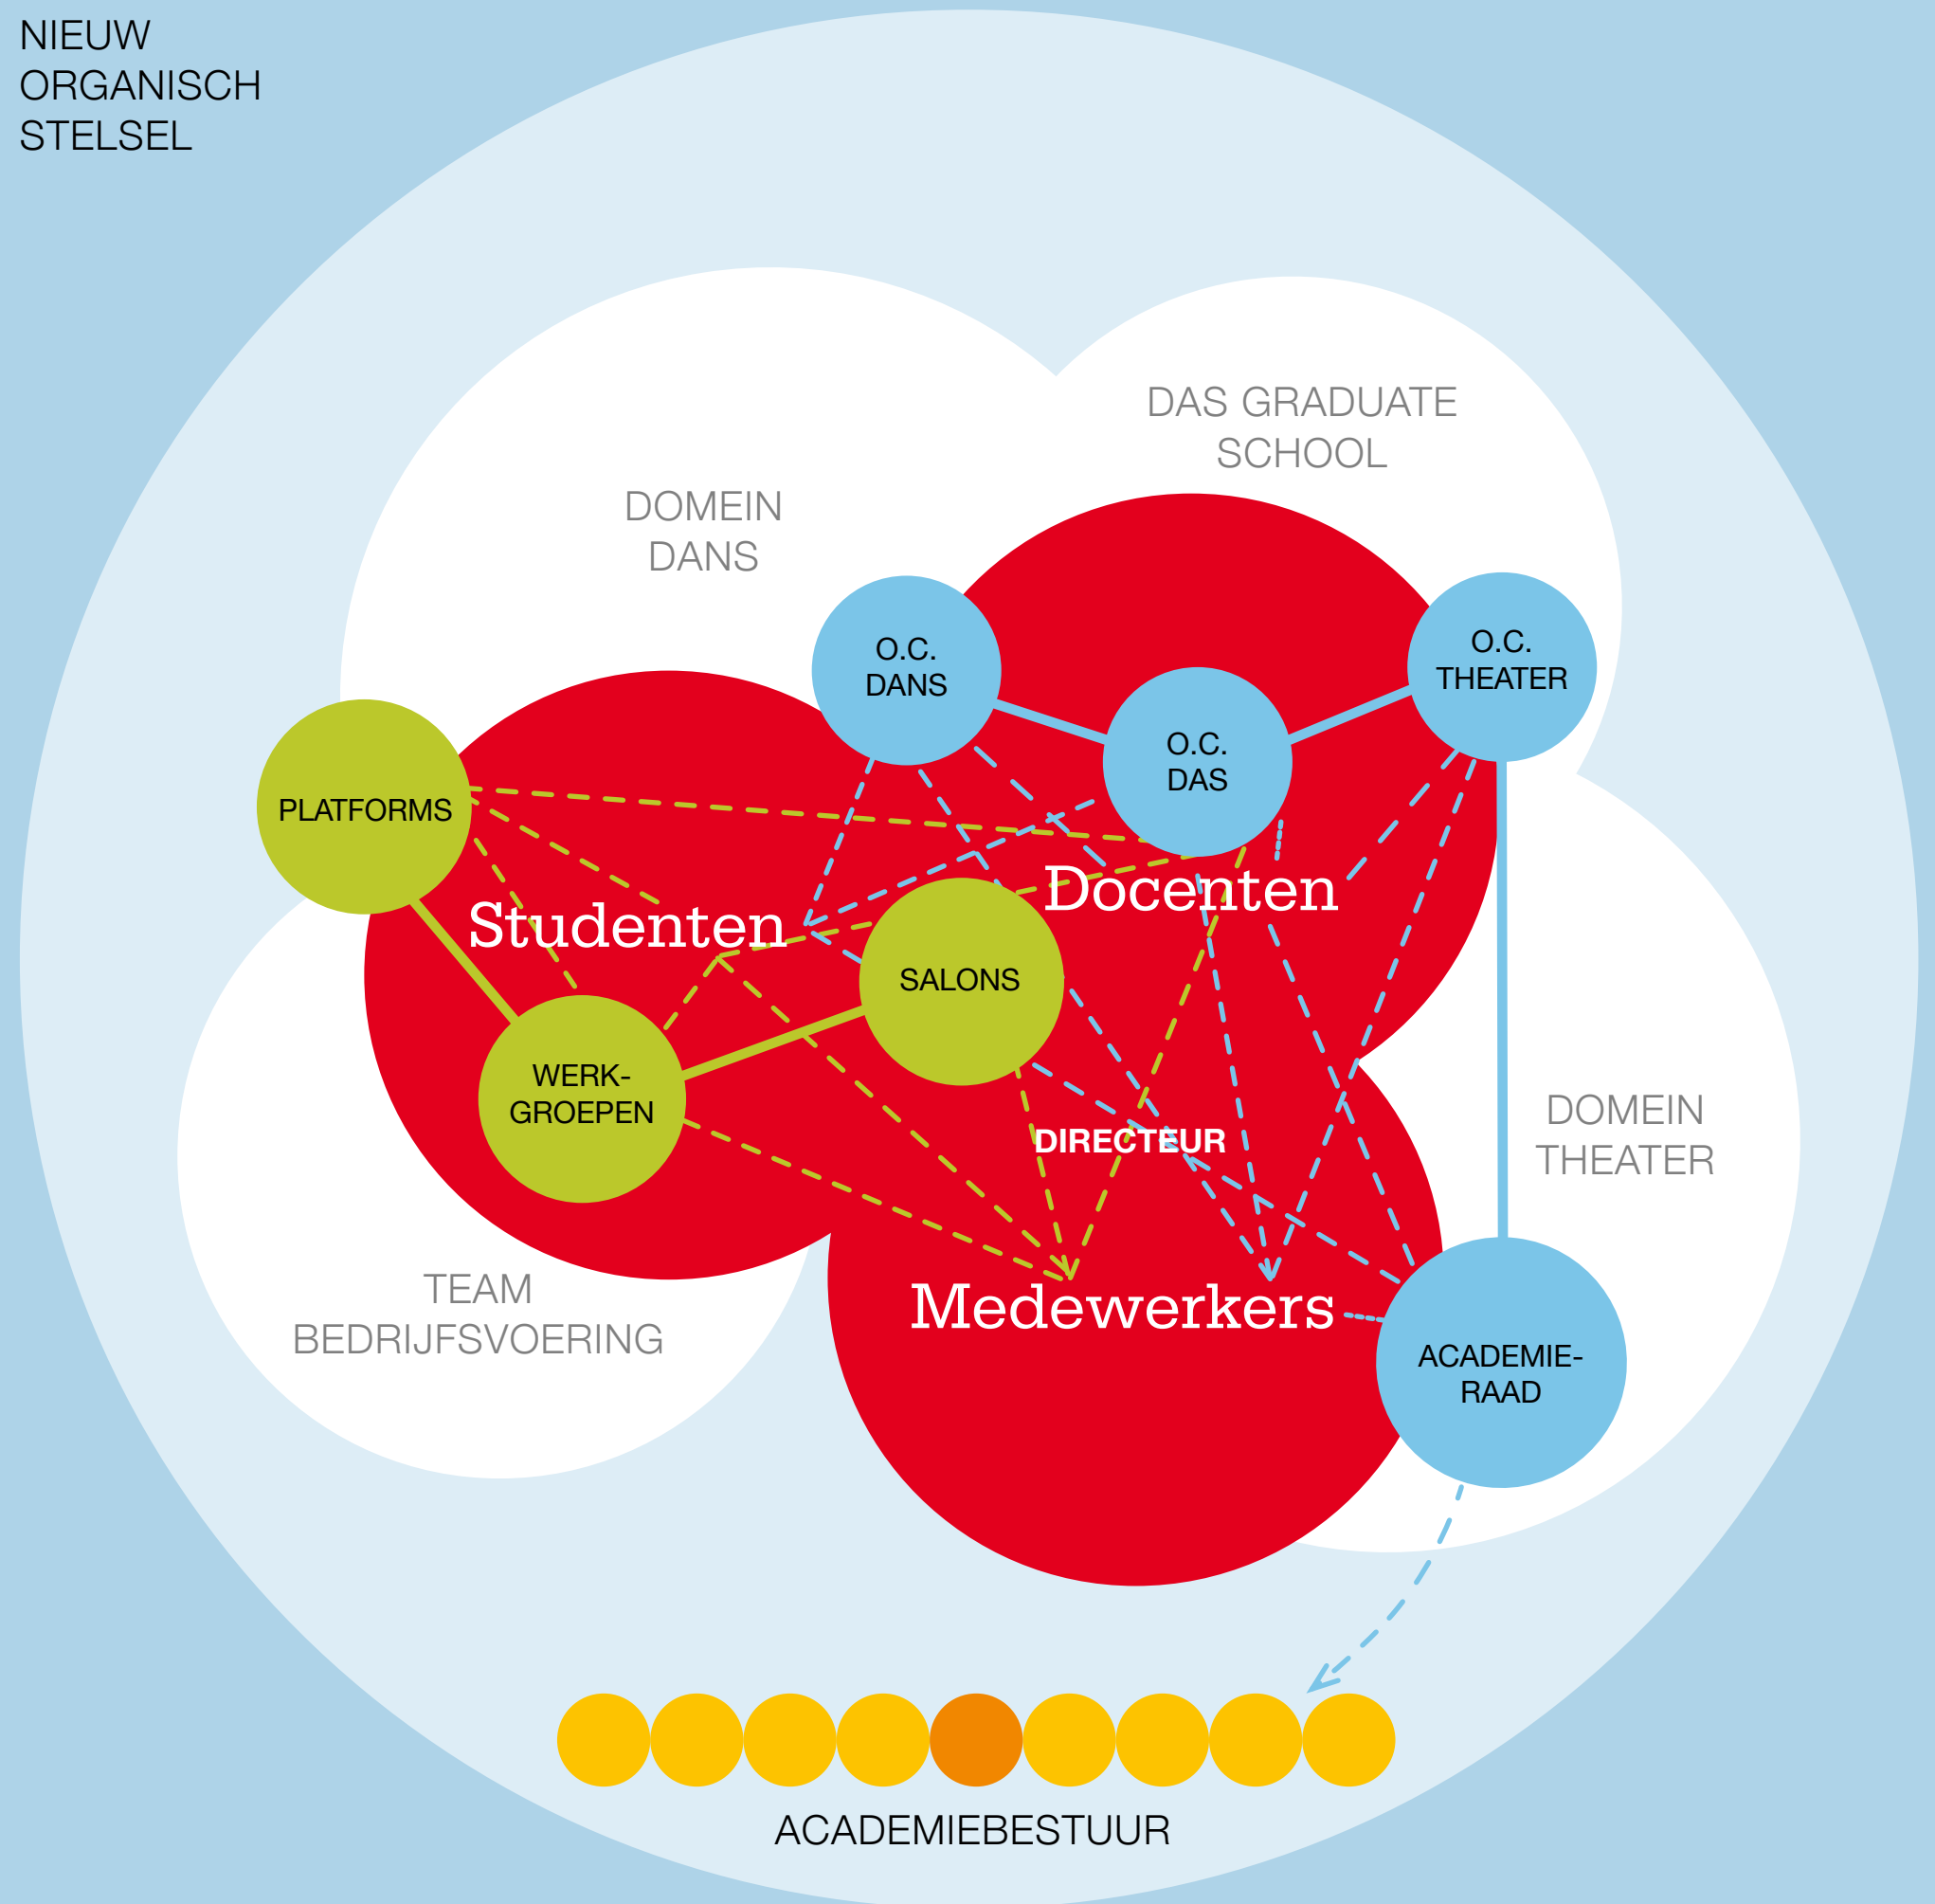 NIEUW
ORGANISCH
STELSEL
DAS GRADUATE
SCHOOL
DOMEIN
DANS
O.C.
DANS
O.C.
THEATER
O.C.
DAS
PLATFORMS
Docenten
Studenten
SALONS
WERK-
GROEPEN
DIRECTEUR
DOMEIN
THEATER
TEAM
BEDRIJFSVOERING
Medewerkers
ACADEMIE-
RAAD
ACADEMIEBESTUUR